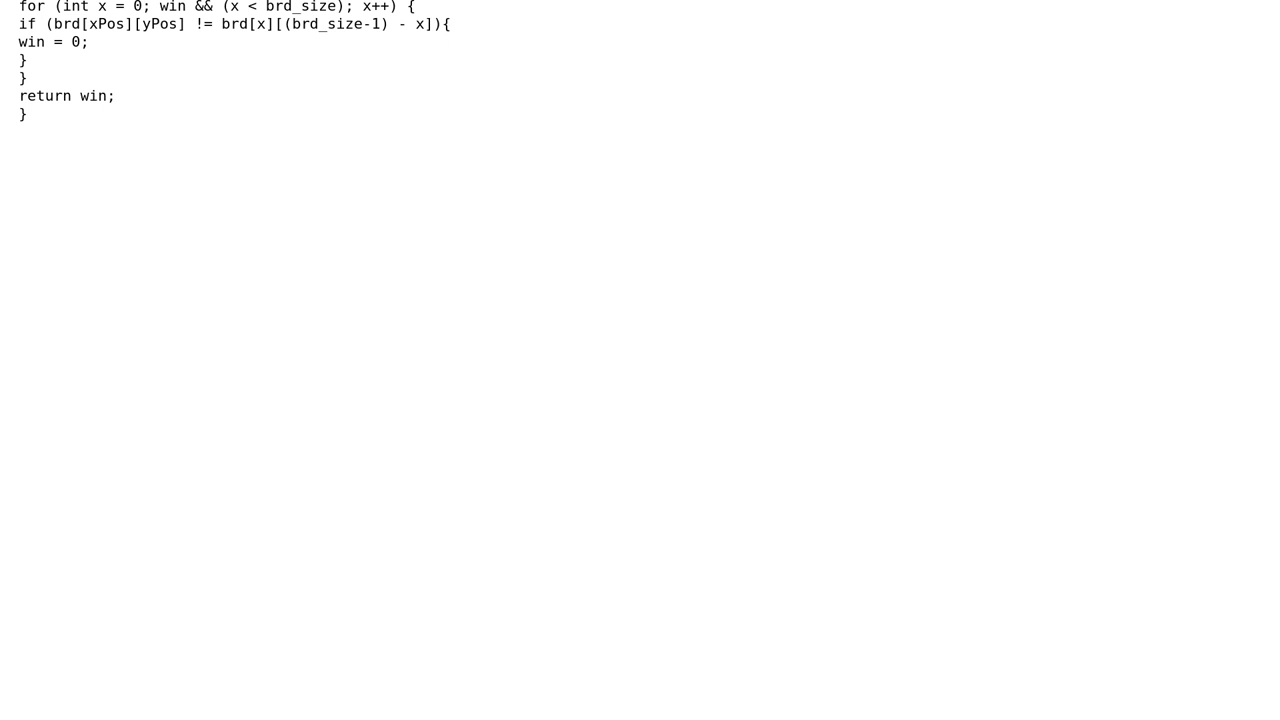 for (int x = 0; win && (x < brd_size); x++) {
if (brd[xPos][yPos] != brd[x][(brd_size-1) - x]){
win = 0;
}
}
return win;
}